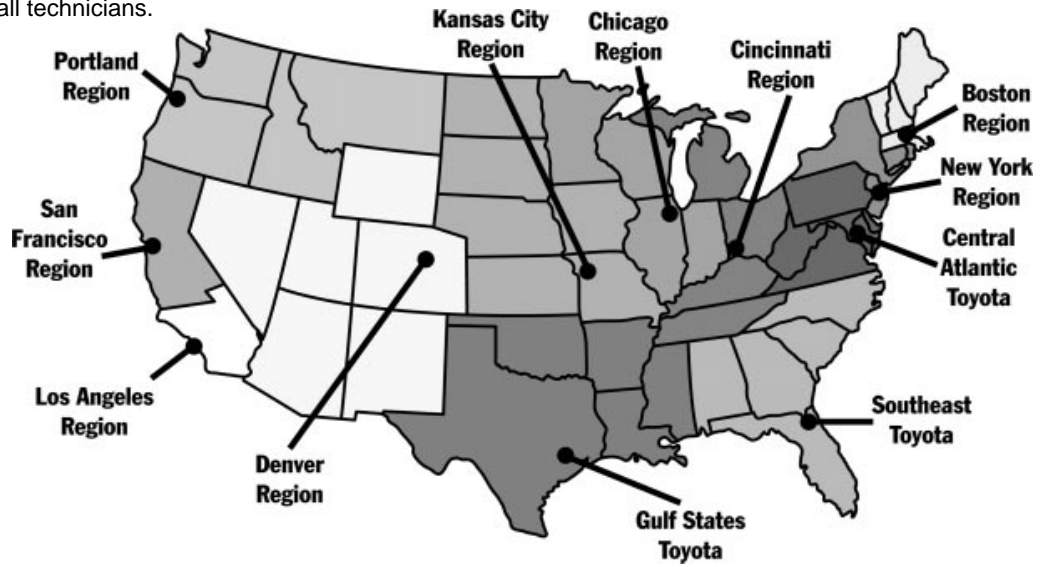 all technicians.
Kansas City
Region
Chicago
Region
Cincinnati
Region
Portland
Region
Boston
Region
New York
Region
San
Francisco
Region
Central
Atlantic
Toyota
Los Angeles
Region
Southeast
Toyota
Denver
Region
Gulf States
Toyota